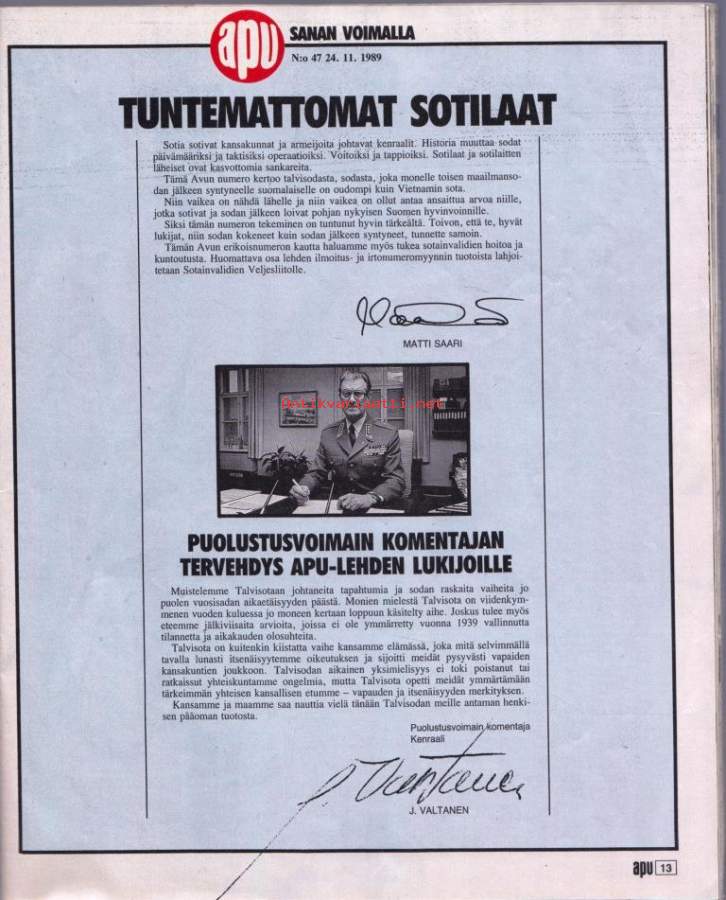 apu SANAN VOIMALLA
N:o 47 24. 11. 1989
TUNTEMATTOMAT SOTILAAT
Sotia sotivat kansakunnat ja armeijoita johtavat kenraalit. Historia muuttaa sodat
päivämääriksi ja taktisiksi operaatioiksi. Voitoiksi ja tappioiksi. Sotilaat ja sotilaitten
läheiset ovat kasvottomia sankareita.
Tämä Avun numero kertoo talvisodasta, sodasta, joka monelle toisen maailmanso-
dan jälkeen syntyneelle suomalaiselle on oudompi kuin Vietnamin sota.
Niin vaikea on nähdä lähelle ja niin vaikea on ollut antaa ansaittua arvoa niille,
jotka sotivat ja sodan jälkeen loivat pohjan nykyisen Suomen hyvinvoinnille.
Siksi tämän numeron tekeminen on tuntunut hyvin tärkeältä. Toivon, että te, hyvät
lukijat, niin sodan kokeneet kuin sodan jälkeen syntyneet, tunnette samoin.
Tämän Avun erikoisnumeron kautta haluamme myös tukea sotainvalidien hoitoa ja
kuntoutusta. Huomattava osa lehden ilmoitus- ja irtonumeromyynnin tuotoista lahjoi-
tetaan Sotainvalidien Veljesliitolle.
MATTI SAARI
Antikvariaatti.net
PUOLUSTUSVOIMAIN KOMENTAJAN
TERVEHDYS APU-LEHDEN LUKIJOILLE
Muistelemme Talvisotaan johtaneita tapahtumia ja sodan raskaita vaiheita jo
puolen vuosisadan aikaetäisyyden päästä. Monien mielestä Talvisota on viidenkym-
menen vuoden kuluessa jo moneen kertaan loppuun käsitelty aihe. Joskus tulee myös
eteemme jälkiviisaita arvioita, joissa ei ole ymmärretty vuonna 1939 vallinnutta
tilannetta ja aikakauden olosuhteita.
Talvisota on kuitenkin kiistatta vaihe kansamme elämässä, joka mitä selvimmällä
tavalla lunasti itsenäisyytemme oikeutuksen ja sijoitti meidät pysyvästi vapaiden
kansakuntien joukkoon. Talvisodan aikainen yksimielisyys ei toki poistanut tai
ratkaissut yhteiskuntamme ongelmia, mutta Talvisota opetti meidät ymmärtämään
tärkeimmän yhteisen kansallisen etumme – vapauden ja itsenäisyyden merkityksen.
Kansamme ja maamme saa nauttia vielä tänään Talvisodan meille antaman henki-
sen pääoman tuotosta.
Puolustusvoimain komentaja
Kenraali
J. Valtanen
J. VALTANEN
apu 13